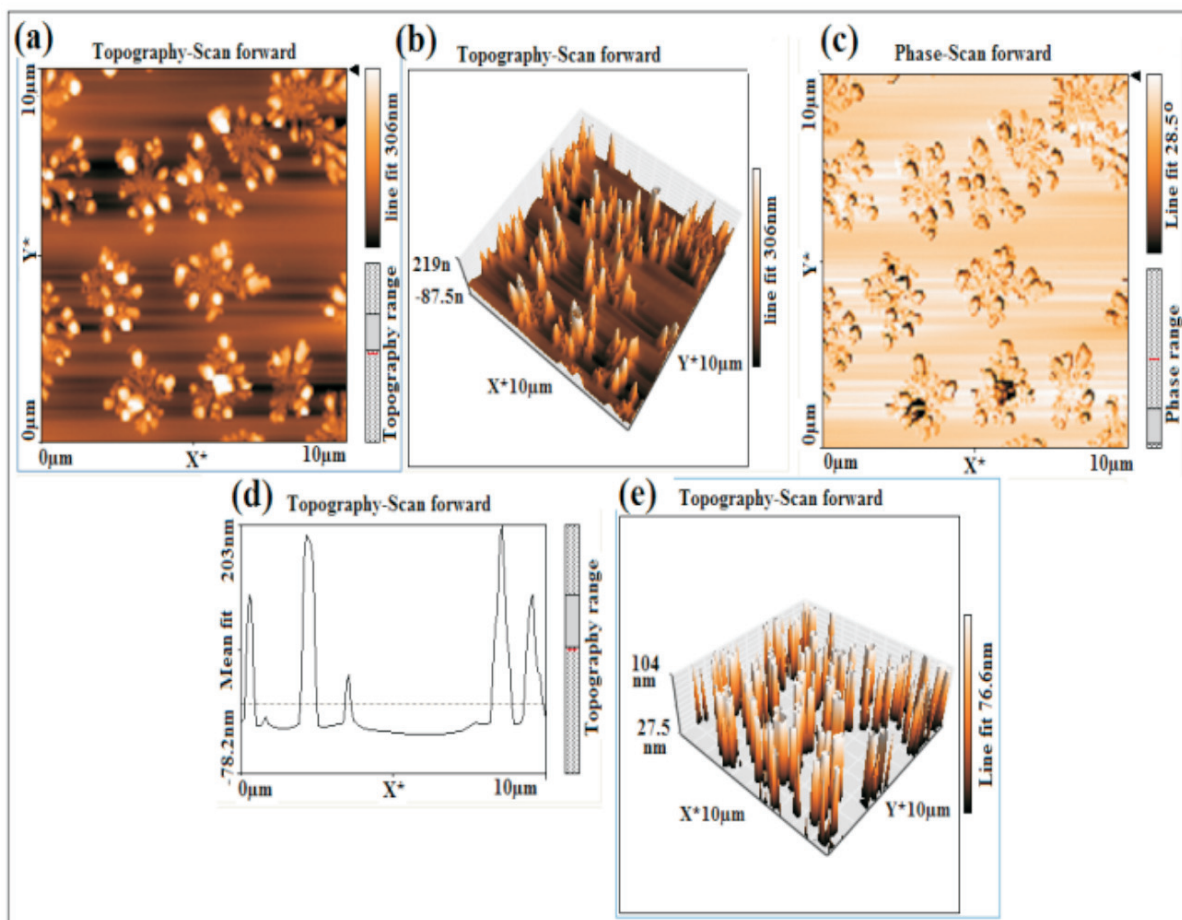 (a)
Topography-Scan forward
10µm
Y*
0µm
0µm
X*
10µm
line fit 306nm
Topography range
(b)
Topography-Scan forward
219n
-87.5n
X*10µm
Y*10µm
line fit 306nm
(c)
Phase-Scan forward
10µm
Y*
0µm
0µm
X*
10µm
Line fit 28.5º
Phase range
(d)
Topography-Scan forward
203nm
Mean fit
-78.2nm
0µm
X*
10µm
Topography range
(e)
Topography-Scan forward
104
nm
27.5
nm
X*10µm
Y*10µm
Line fit 76.6nm